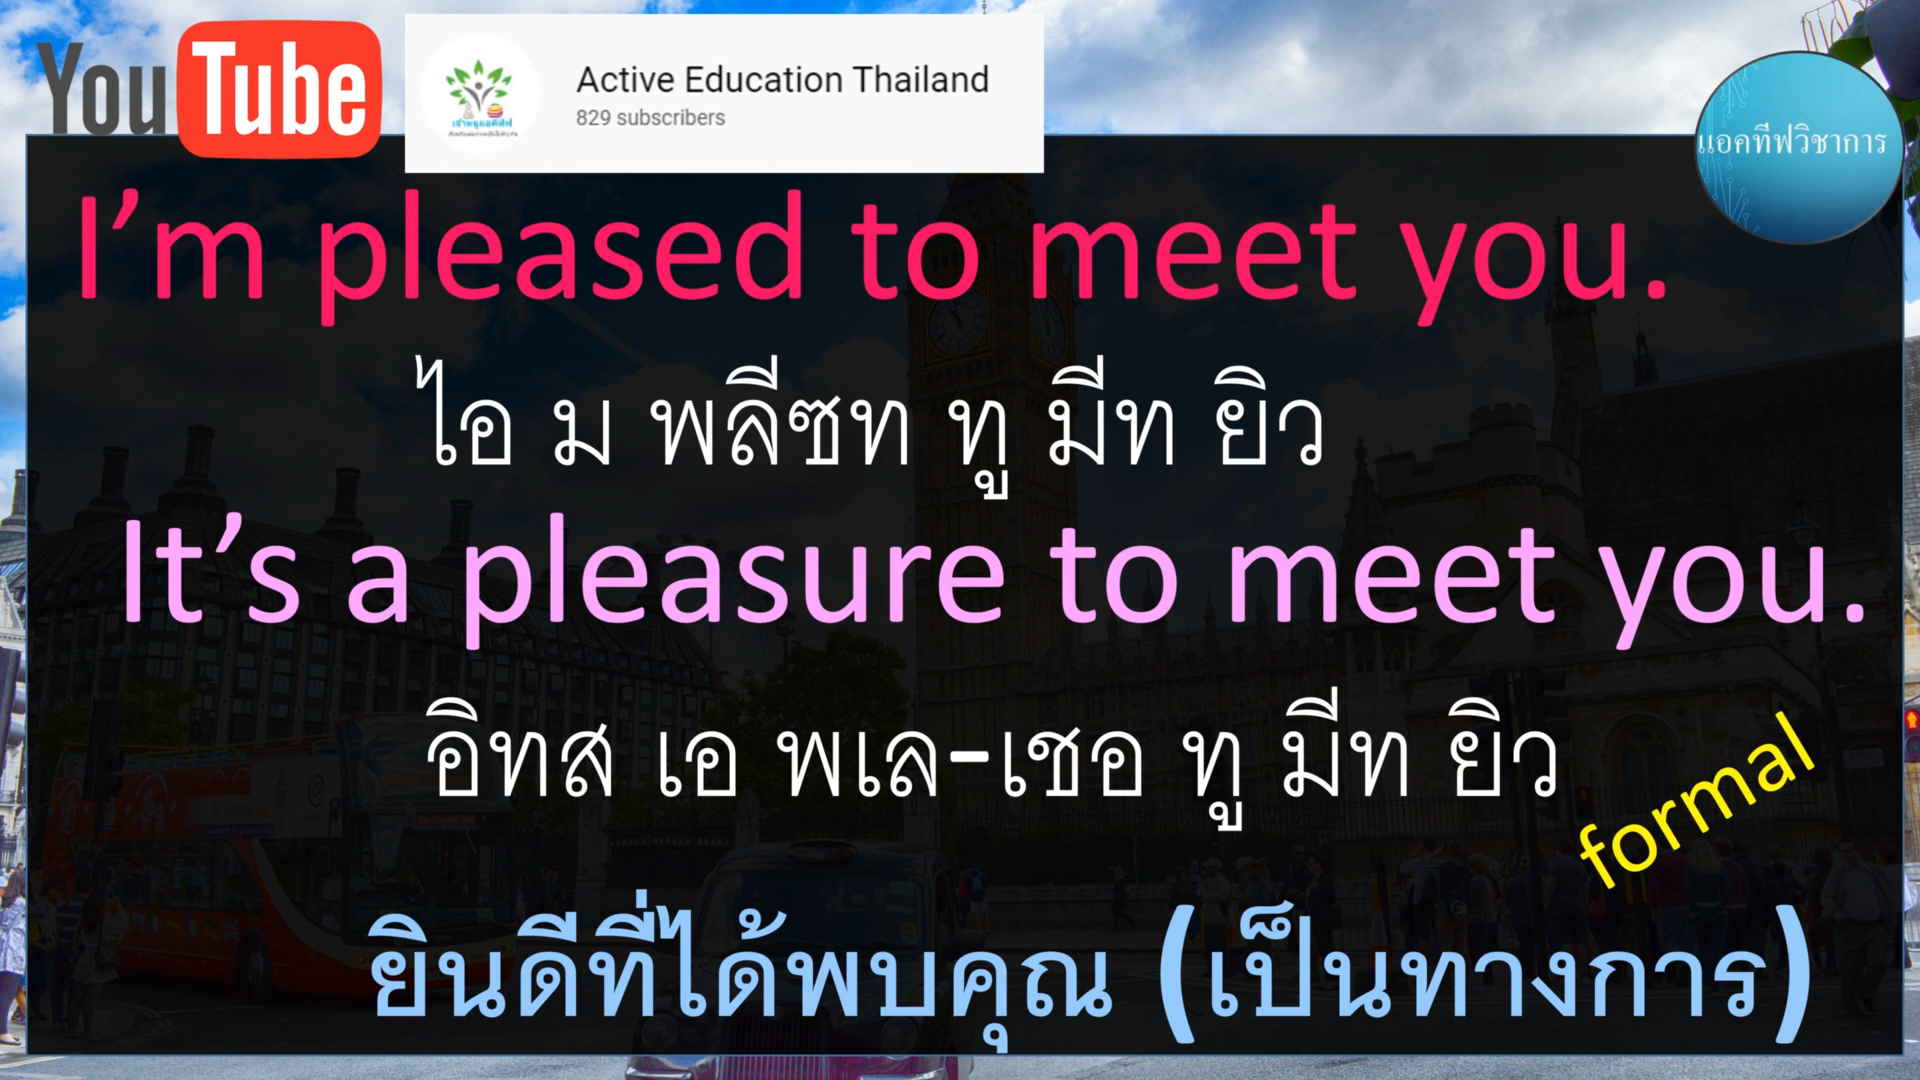 YouTube
Active Education Thailand
829 subscribers
แอคทีฟวิชาการ
I'm pleased to meet you.
ไอ ม พลีซท ทู มีท ยิว
It's a pleasure to meet you.
อิทส เอ พเล-เชอ ทู มีท ยิว
formal
ยินดีที่ได้พบคุณ (เป็นทางการ)